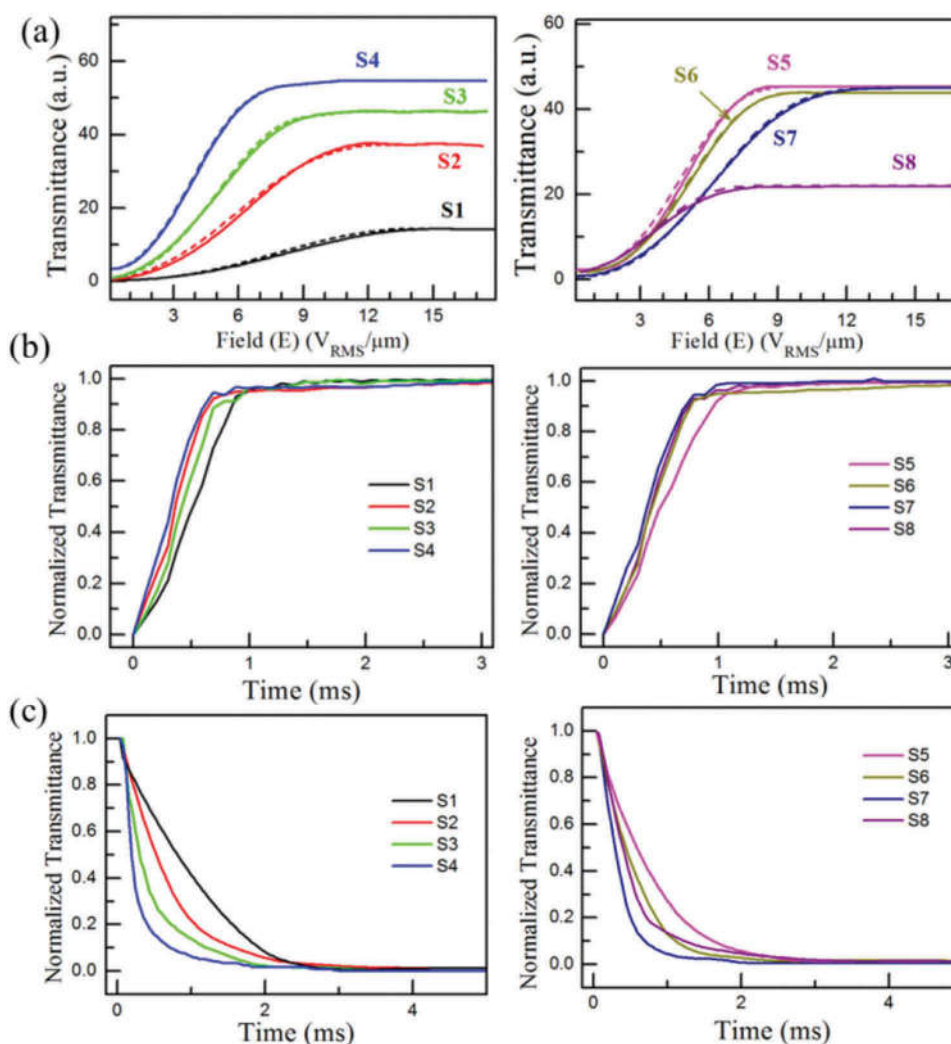 (a)
Transmittance (a.u.)
60
40
20
0
S4
S3
S2
S1
3 6 9 12 15
Field (E) (V_RMS/μm)
Transmittance (a.u.)
60
40
20
0
S6
S5
S7
S8
3 6 9 12 15
Field (E) (V_RMS/μm)
(b)
Normalized Transmittance
1.0
0.8
0.6
0.4
0.2
0.0
S1
S2
S3
S4
0 1 2 3
Time (ms)
Normalized Transmittance
1.0
0.8
0.6
0.4
0.2
0.0
S5
S6
S7
S8
0 1 2 3
Time (ms)
(c)
Normalized Transmittance
1.0
0.8
0.6
0.4
0.2
0.0
S1
S2
S3
S4
0 2 4
Time (ms)
Normalized Transmittance
1.0
0.8
0.6
0.4
0.2
0.0
S5
S6
S7
S8
0 2 4
Time (ms)